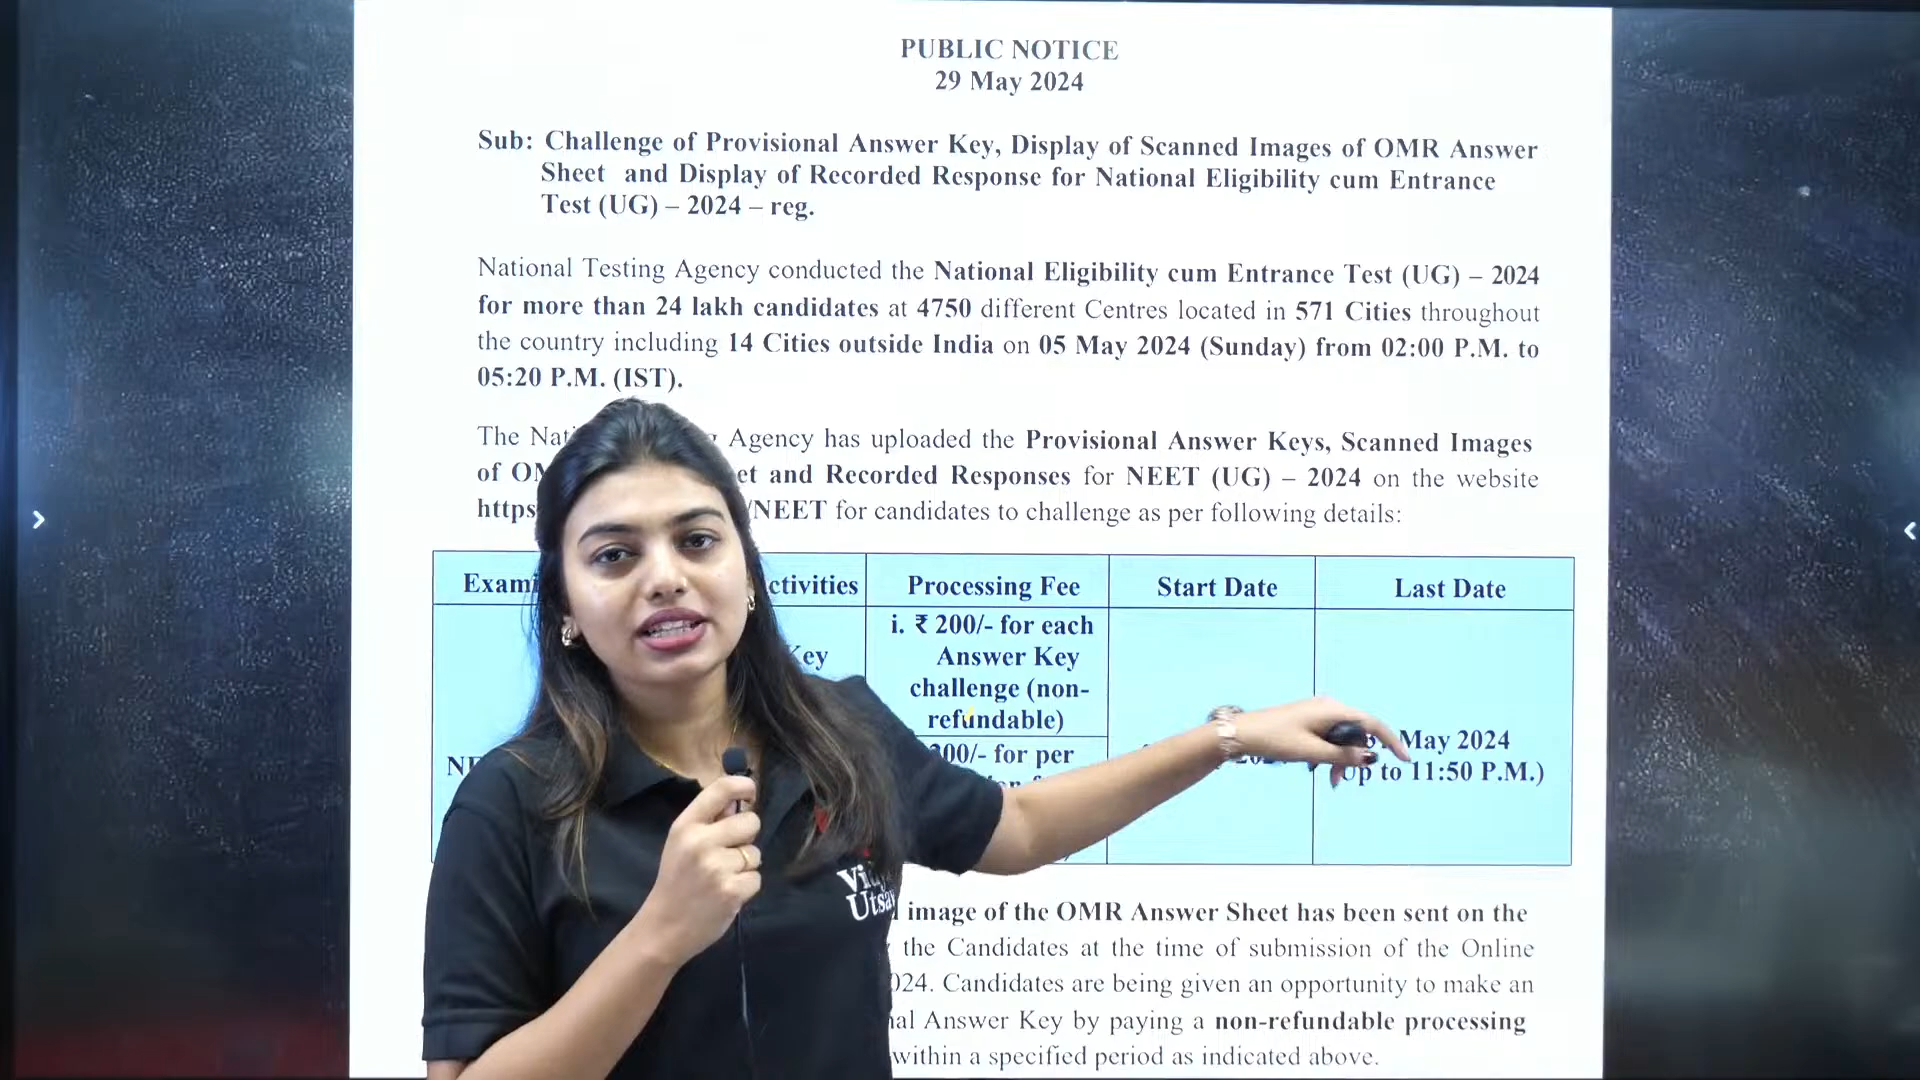 PUBLIC NOTICE
29 May 2024
Sub: Challenge of Provisional Answer Key, Display of Scanned Images of OMR Answer
Sheet and Display of Recorded Response for National Eligibility cum Entrance
Test (UG) – 2024 – reg.
National Testing Agency conducted the National Eligibility cum Entrance Test (UG) – 2024
for more than 24 lakh candidates at 4750 different Centres located in 571 Cities throughout
the country including 14 Cities outside India on 05 May 2024 (Sunday) from 02:00 P.M. to
05:20 P.M. (IST).
The Agency has uploaded the Provisional Answer Keys, Scanned Images
of and Recorded Responses for NEET (UG) – 2024 on the website
https /NEET for candidates to challenge as per following details:
Processing Fee Start Date Last Date
i. ₹ 200/- for each
Key Answer Key
challenge (non-
refundable)
for per
May 2024
to 11:50 P.M.)
image of the OMR Answer Sheet has been sent on the
the Candidates at the time of submission of the Online
Candidates are being given an opportunity to make an
Answer Key by paying a non-refundable processing
within a specified period as indicated above.